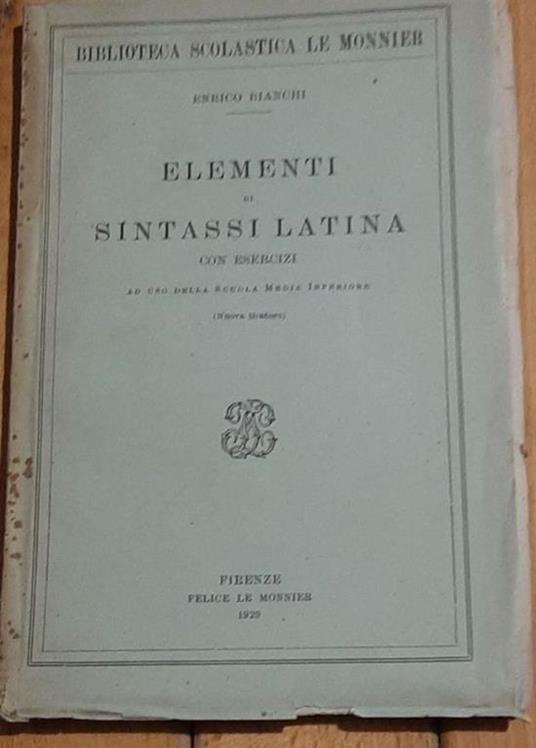 BIBLIOTECA SCOLASTICA LE MONNIER
ENRICO BIANCHI
ELEMENTI
DI
SINTASSI LATINA
CON ESERCIZI
AD USO DELLA SCUOLA MEDIA INFERIORE
(Nuova tiratura)
FIRENZE
FELICE LE MONNIER
1929